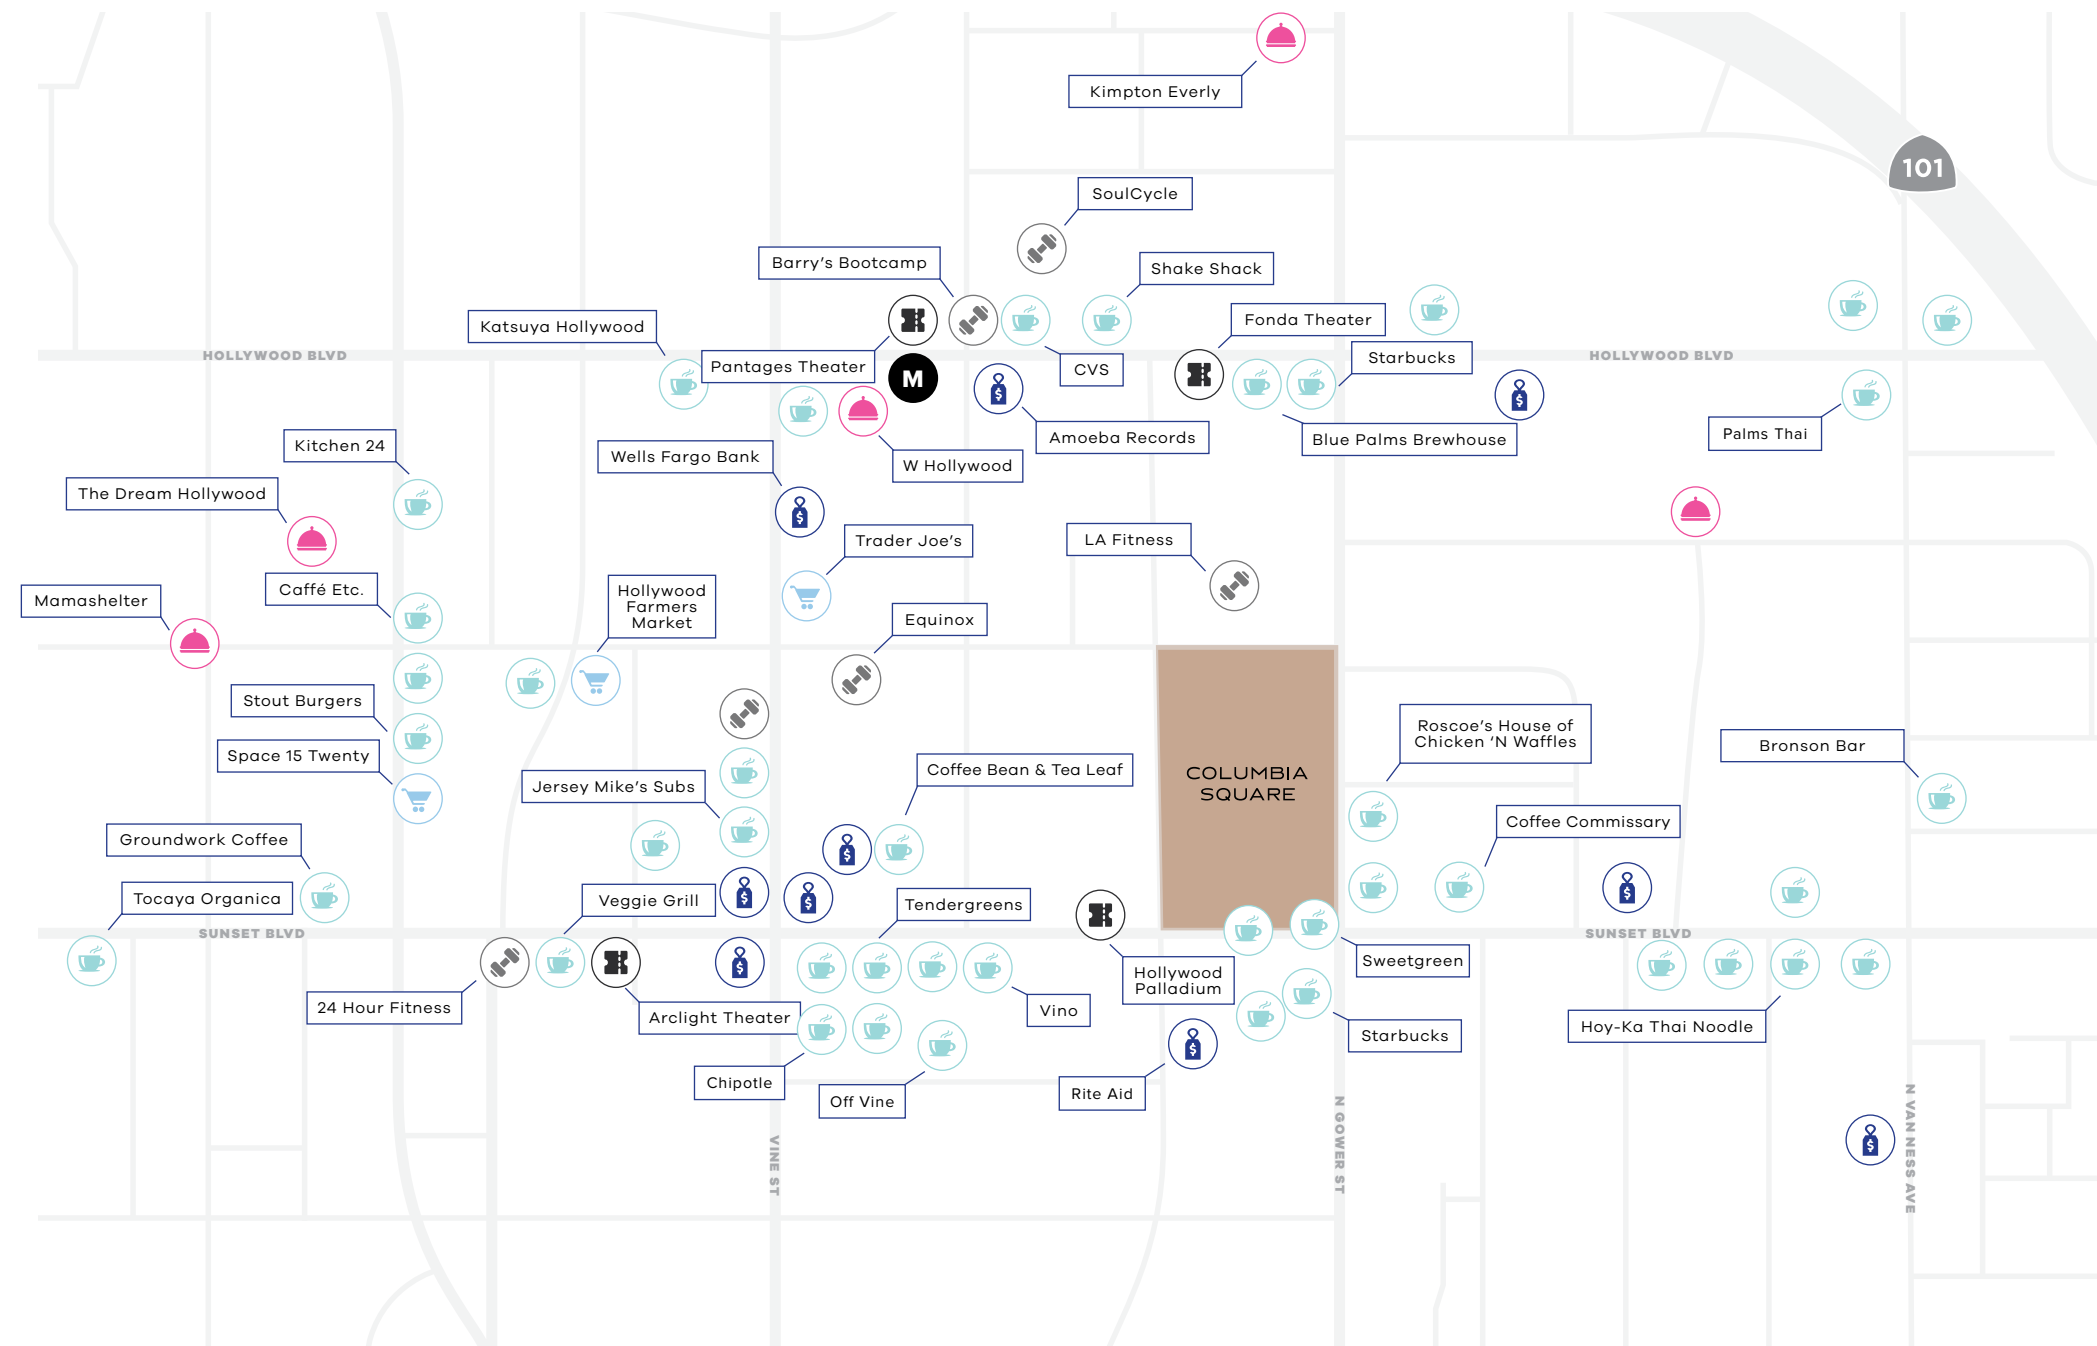 Kimpton Everly
101
SoulCycle
Barry's Bootcamp
Shake Shack
Katsuya Hollywood
Fonda Theater
HOLLYWOOD BLVD
Pantages Theater
M
CVS
Starbucks
HOLLYWOOD BLVD
$
$
Kitchen 24
Wells Fargo Bank
W Hollywood
Amoeba Records
Blue Palms Brewhouse
Palms Thai
The Dream Hollywood
$
Trader Joe's
LA Fitness
Mamashelter
Caffé Etc.
Hollywood
Farmers
Market
Equinox
Stout Burgers
Roscoe's House of
Chicken ‘N Waffles
Bronson Bar
Space 15 Twenty
Jersey Mike's Subs
Coffee Bean & Tea Leaf
COLUMBIA
SQUARE
Groundwork Coffee
$
Coffee Commissary
Tocaya Organica
Veggie Grill
$
$
Tendergreens
$
SUNSET BLVD
SUNSET BLVD
$
Sweetgreen
Hollywood
Palladium
24 Hour Fitness
Arclight Theater
Vino
Hoy-Ka Thai Noodle
Starbucks
$
Chipotle
Off Vine
Rite Aid
$
VINE ST
N GOWER ST
N VAN NESS AVE